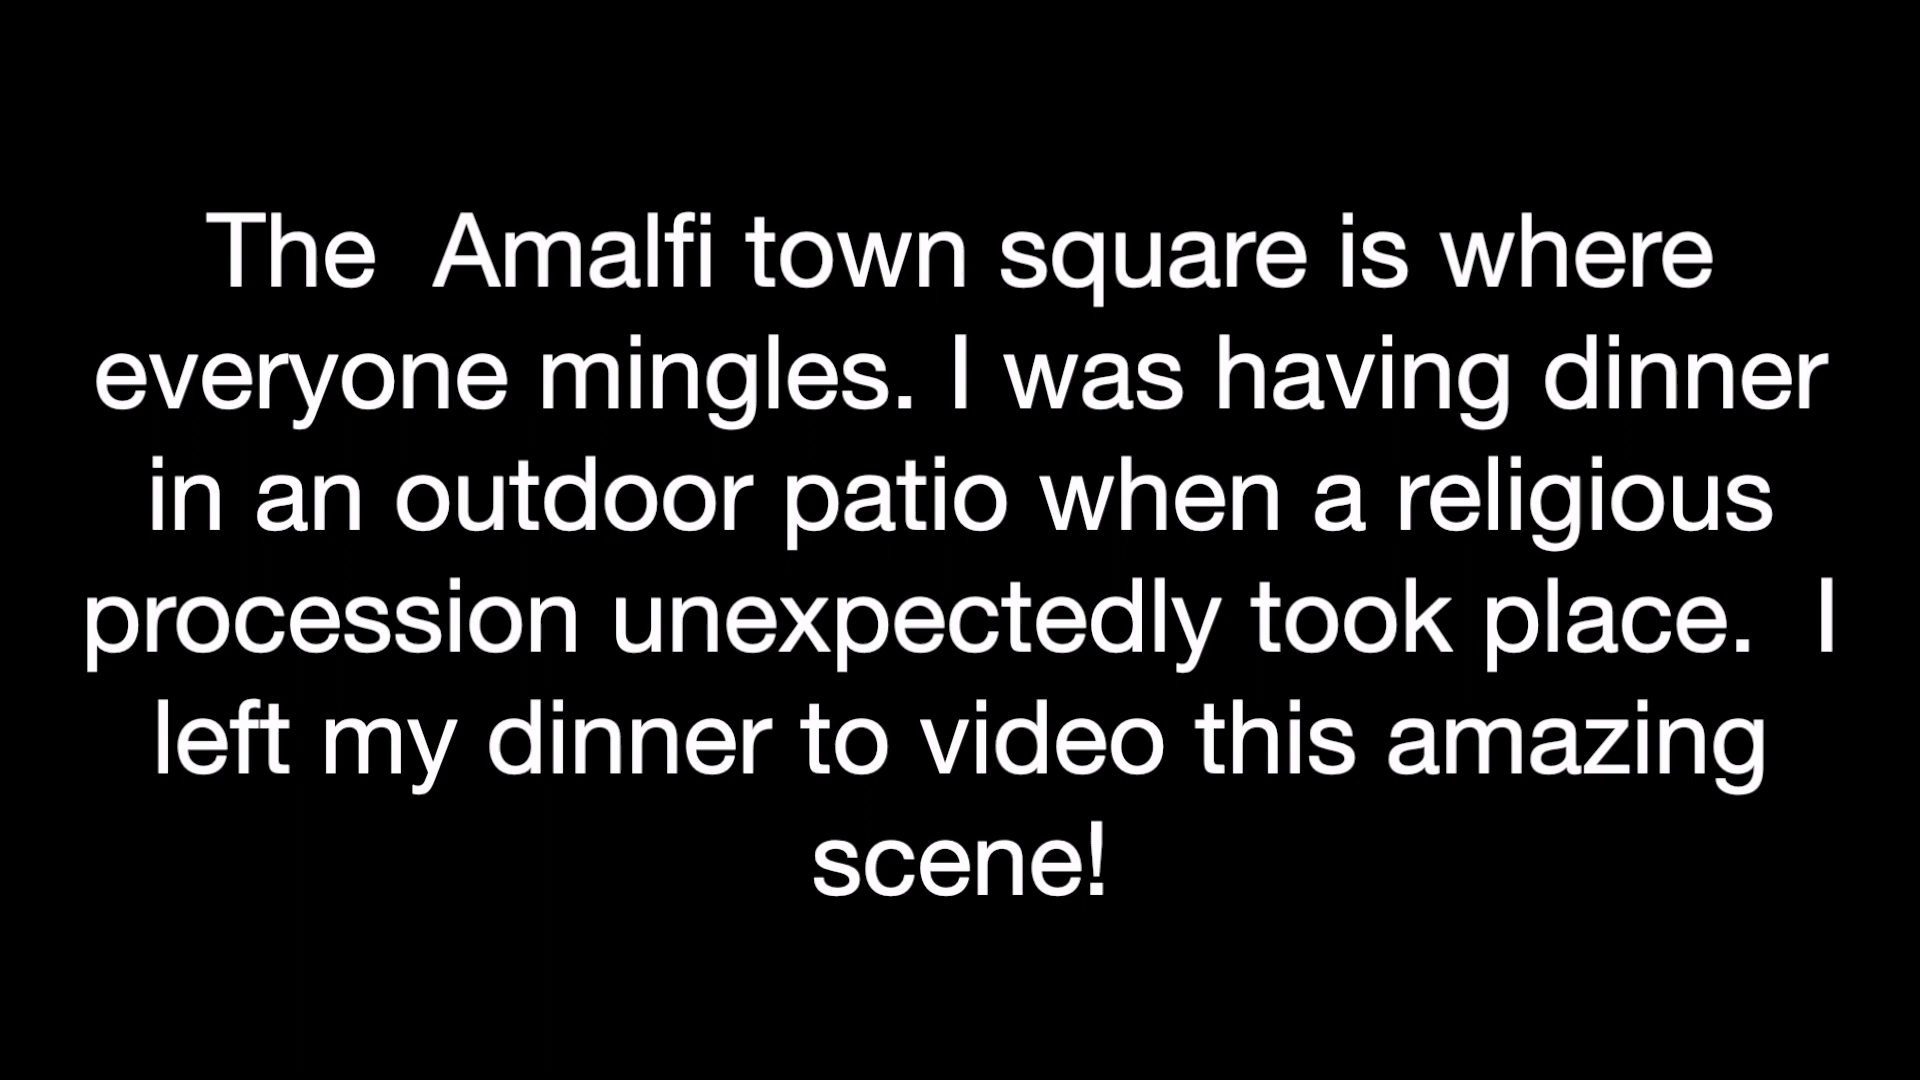 The  Amalfi town square is where
everyone mingles. I was having dinner
in an outdoor patio when a religious
procession unexpectedly took place.  I
left my dinner to video this amazing
scene!